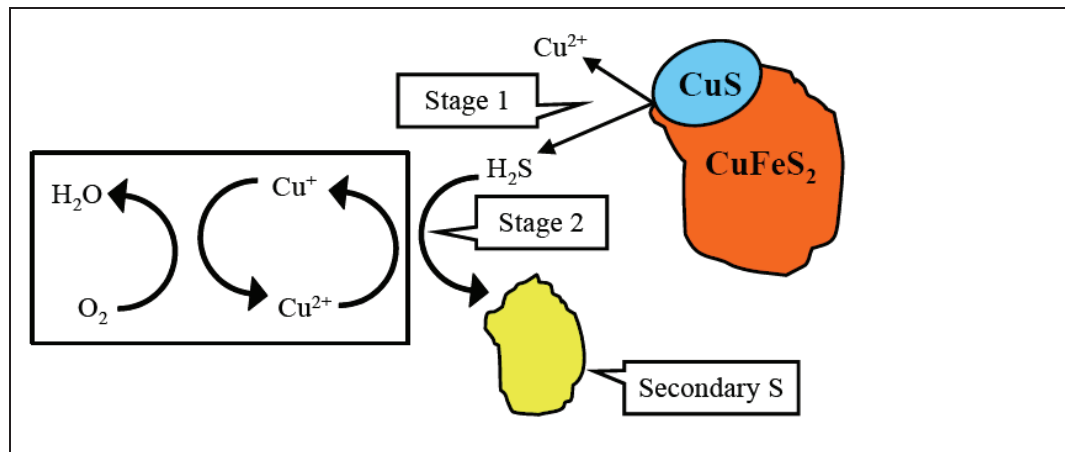 Cu²⁺
CuS
Stage 1
CuFeS₂
H₂S
H₂O
Cu⁺
Stage 2
O₂
Cu²⁺
Secondary S